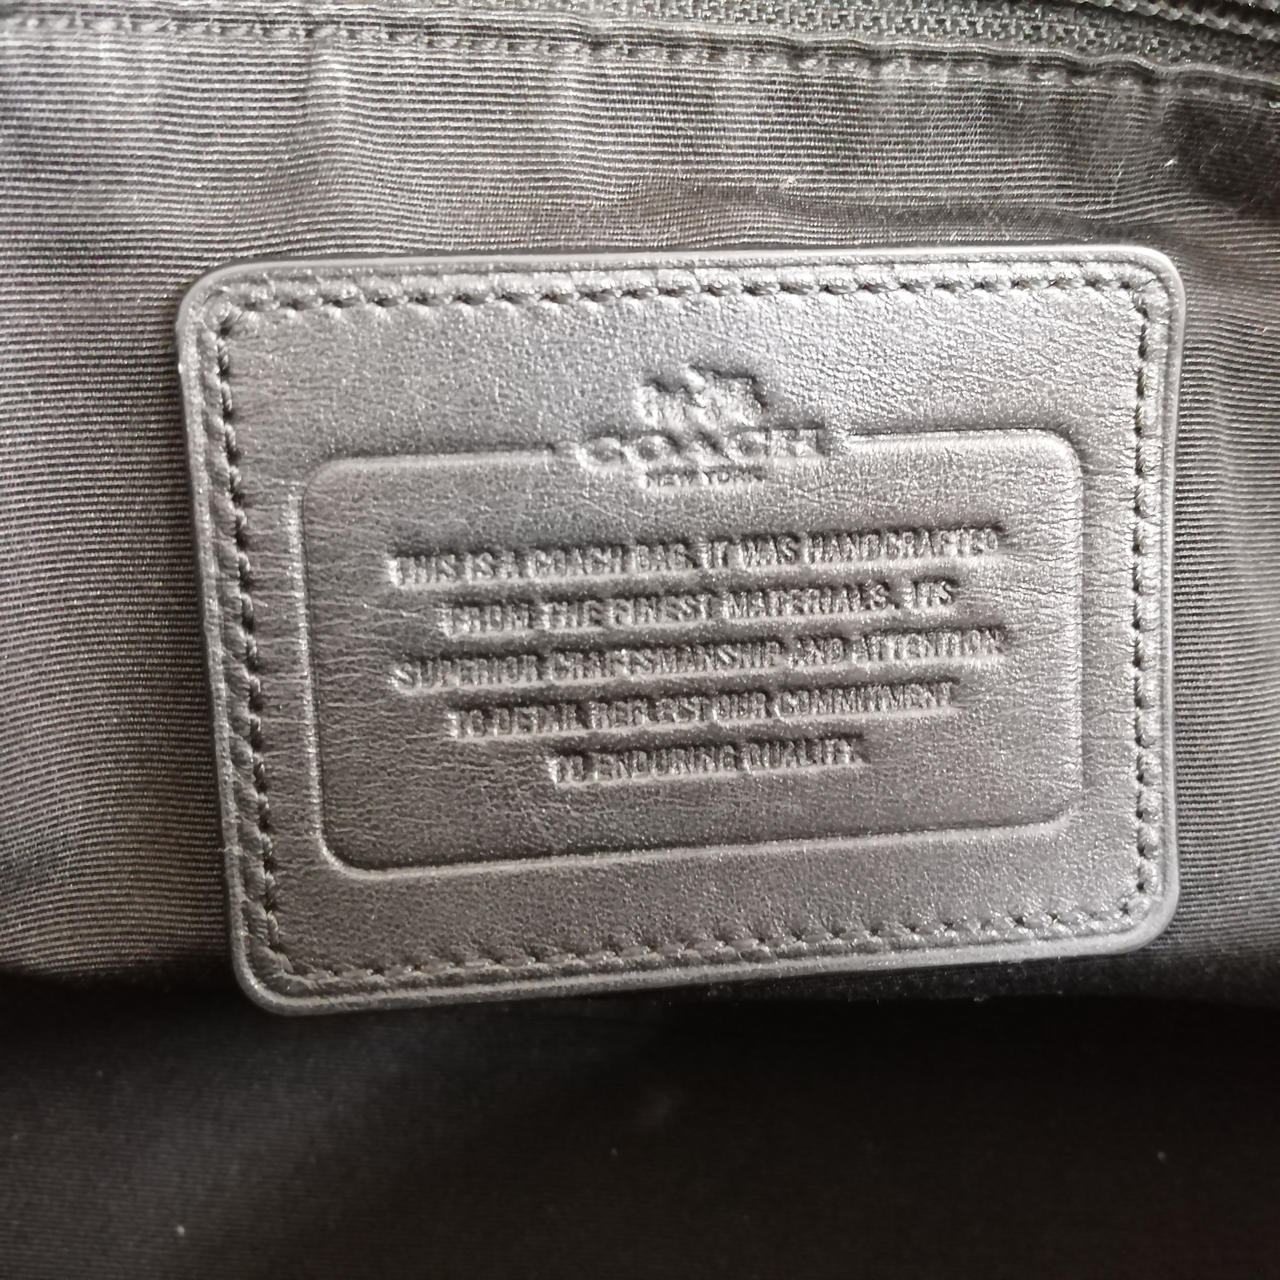 COACH
NEW YORK
THIS IS A COACH BAG. IT WAS HANDCRAFTED
FROM THE FINEST MATERIALS. ITS
SUPERIOR CRAFTSMANSHIP AND ATTENTION
TO DETAIL REFLECT OUR COMMITMENT
TO ENDURING QUALITY.